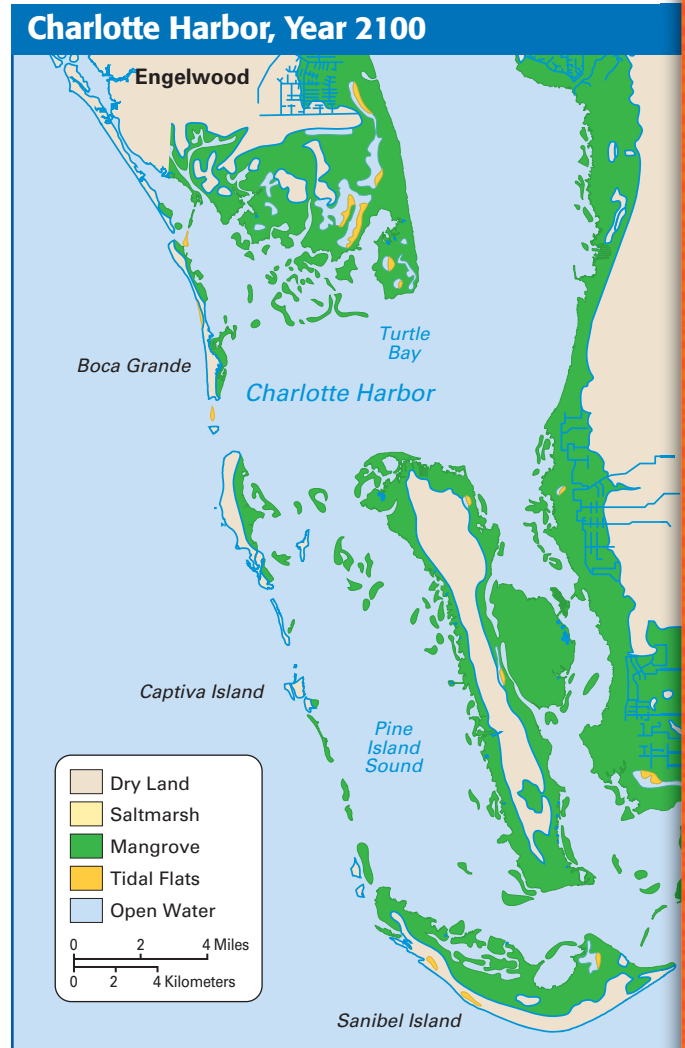 Charlotte Harbor, Year 2100
Engelwood
Turtle
Bay
Boca Grande
Charlotte Harbor
Captiva Island
Pine
Island
Sound
Dry Land
Saltmarsh
Mangrove
Tidal Flats
Open Water
0 2 4 Miles
0 2 4 Kilometers
Sanibel Island